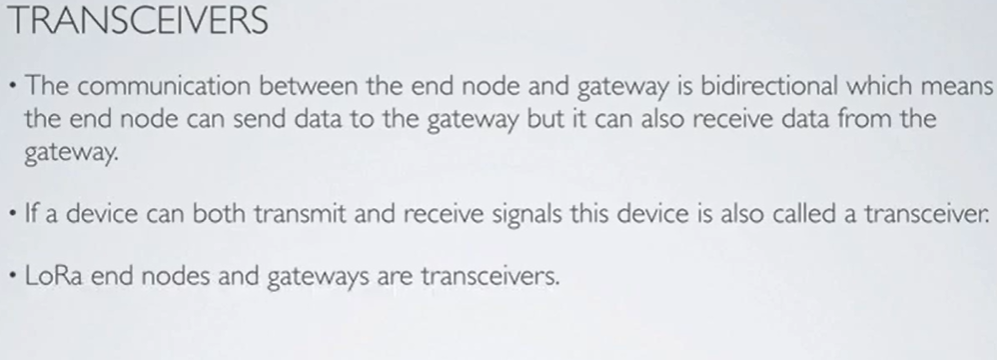 TRANSCEIVERS
• The communication between the end node and gateway is bidirectional which means
the end node can send data to the gateway but it can also receive data from the
gateway.
• If a device can both transmit and receive signals this device is also called a transceiver.
• LoRa end nodes and gateways are transceivers.